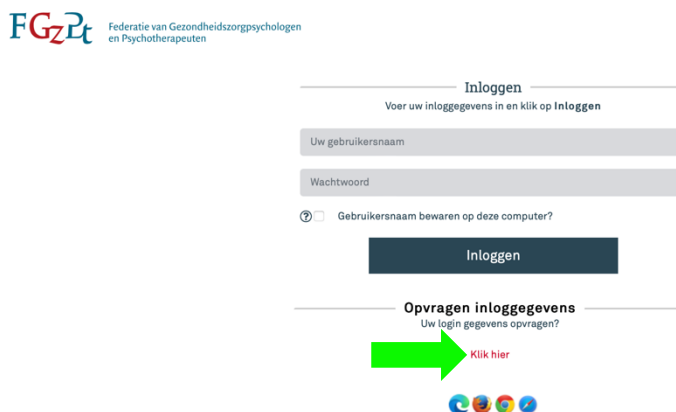 FGzPt
Federatie van Gezondheidszorgpsychologen
en Psychotherapeuten
Inloggen
Voer uw inloggegevens in en klik op Inloggen
Uw gebruikersnaam
Wachtwoord
? Gebruikersnaam bewaren op deze computer?
Inloggen
Opvragen inloggegevens
Uw login gegevens opvragen?
Klik hier